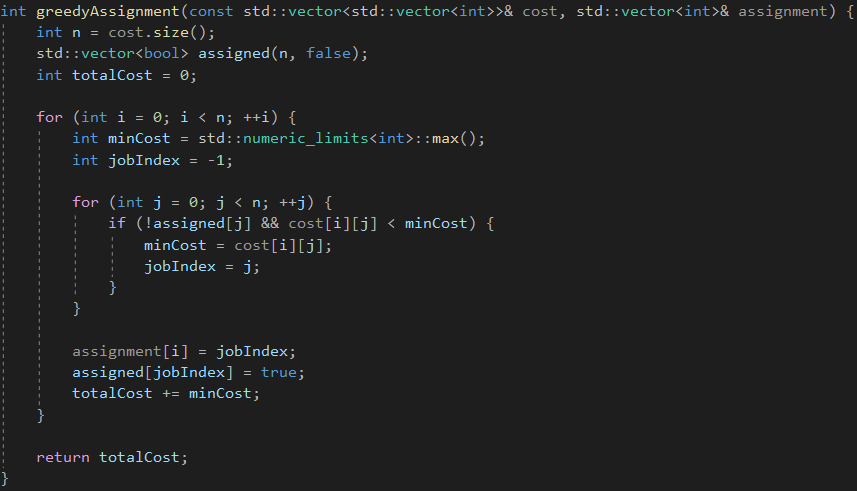 int greedyAssignment(const std::vector<std::vector<int>>& cost, std::vector<int>& assignment) {
    int n = cost.size();
    std::vector<bool> assigned(n, false);
    int totalCost = 0;

    for (int i = 0; i < n; ++i) {
        int minCost = std::numeric_limits<int>::max();
        int jobIndex = -1;

        for (int j = 0; j < n; ++j) {
            if (!assigned[j] && cost[i][j] < minCost) {
                minCost = cost[i][j];
                jobIndex = j;
            }
        }

        assignment[i] = jobIndex;
        assigned[jobIndex] = true;
        totalCost += minCost;
    }

    return totalCost;
}